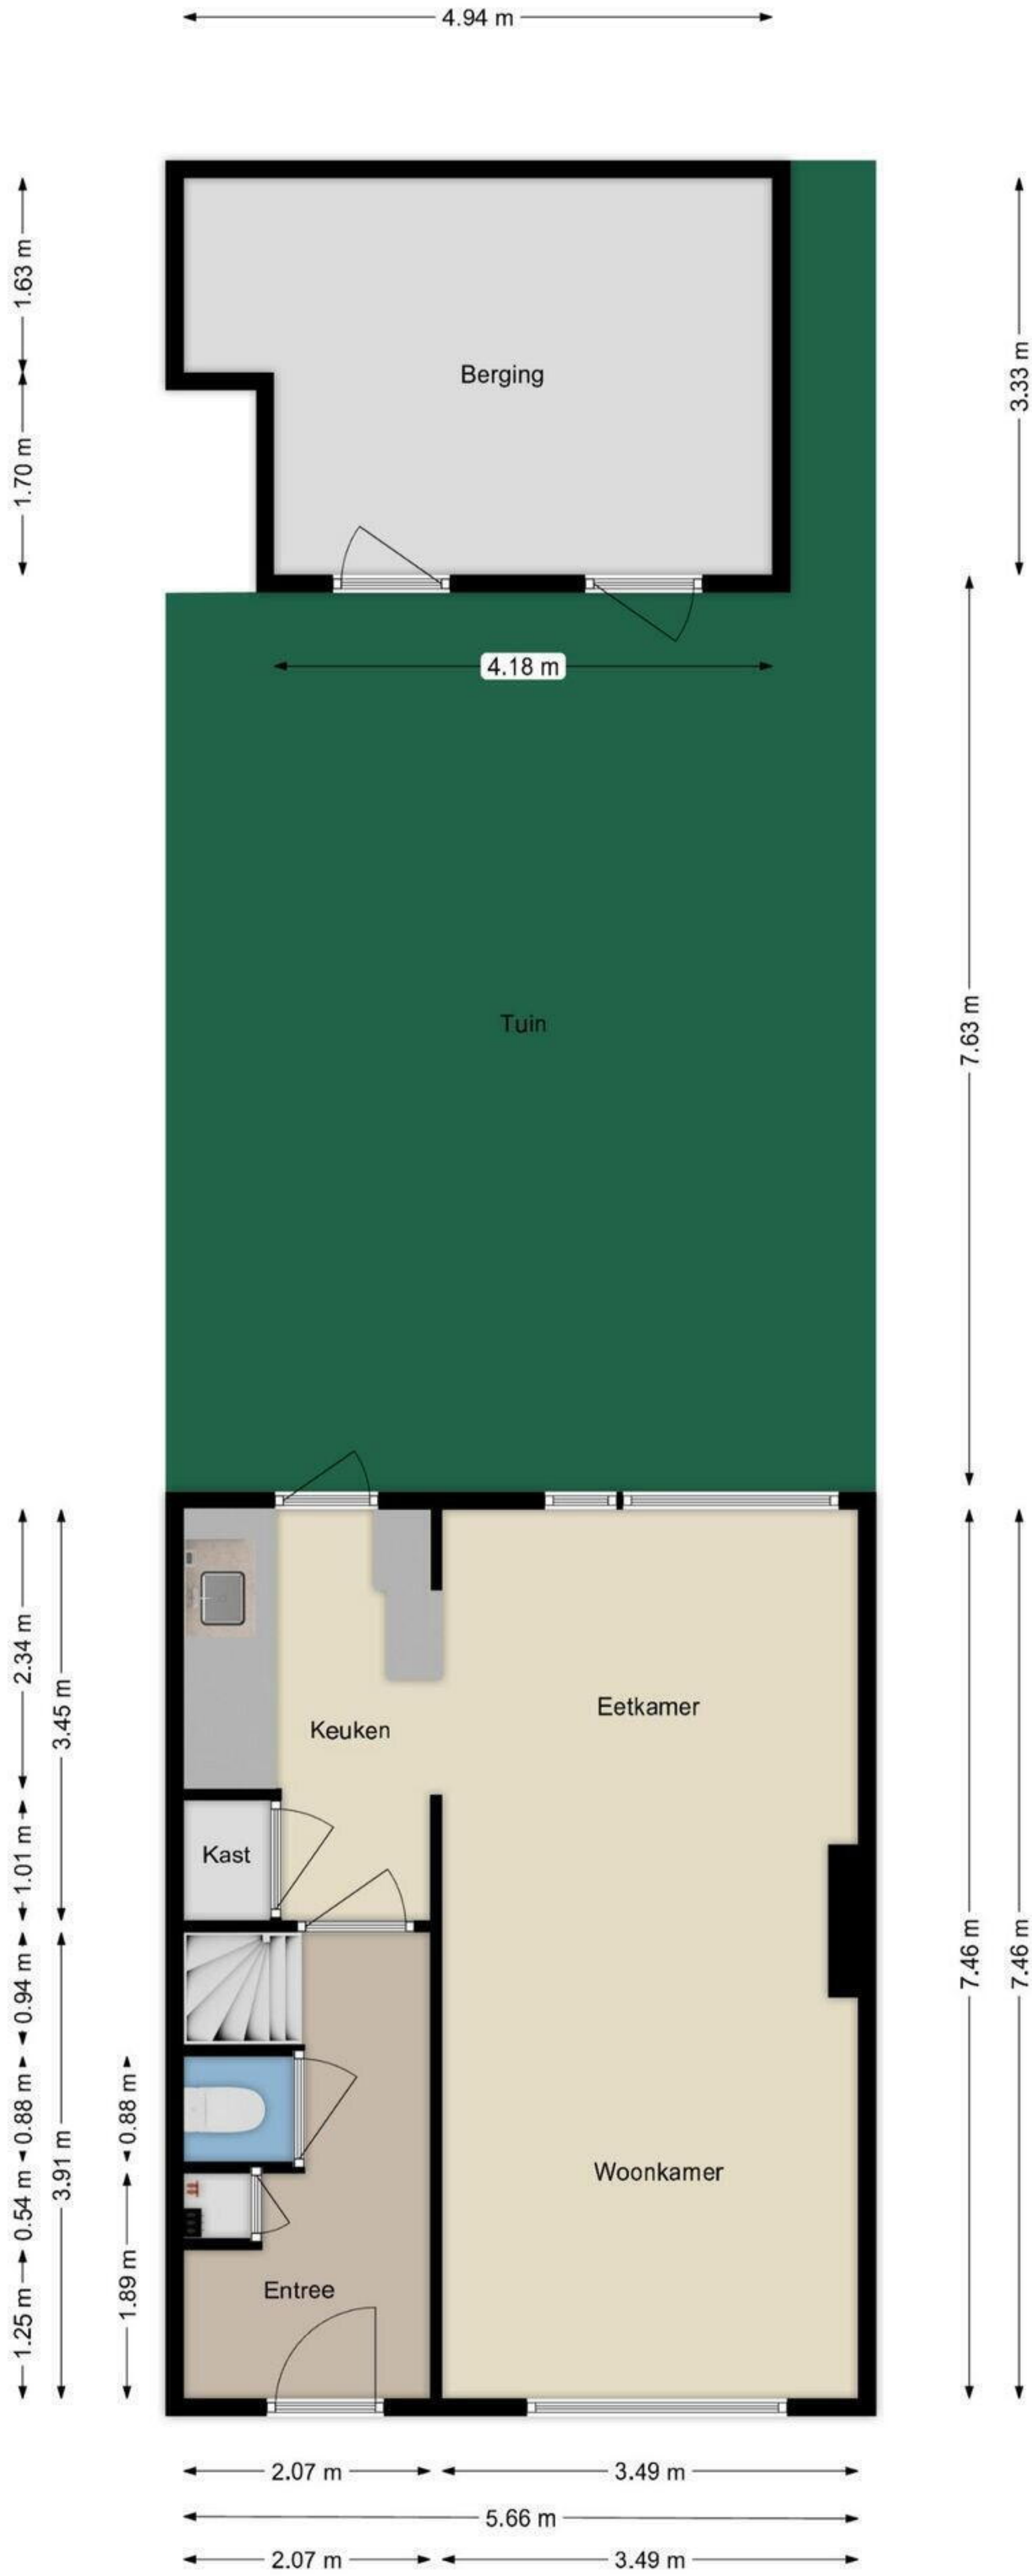 4.94 m
1.63 m
3.33 m
Berging
1.70 m
4.18 m
Tuin
7.63 m
2.34 m
3.45 m
Eetkamer
Keuken
1.01 m
Kast
0.94 m
7.46 m
7.46 m
0.88 m
0.88 m
3.91 m
Woonkamer
0.54 m
1.89 m
Entree
1.25 m
2.07 m
3.49 m
5.66 m
2.07 m
3.49 m